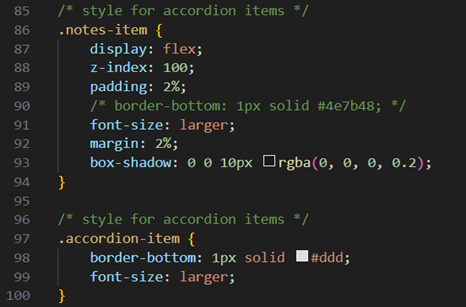 85 /* style for accordion items */
86 .notes-item {
87 display: flex;
88 z-index: 100;
89 padding: 2%;
90 /* border-bottom: 1px solid #4e7b48; */
91 font-size: larger;
92 margin: 2%;
93 box-shadow: 0 0 10px rgba(0, 0, 0, 0.2);
94 }
95
96 /* style for accordion items */
97 .accordion-item {
98 border-bottom: 1px solid #ddd;
99 font-size: larger;
100 }